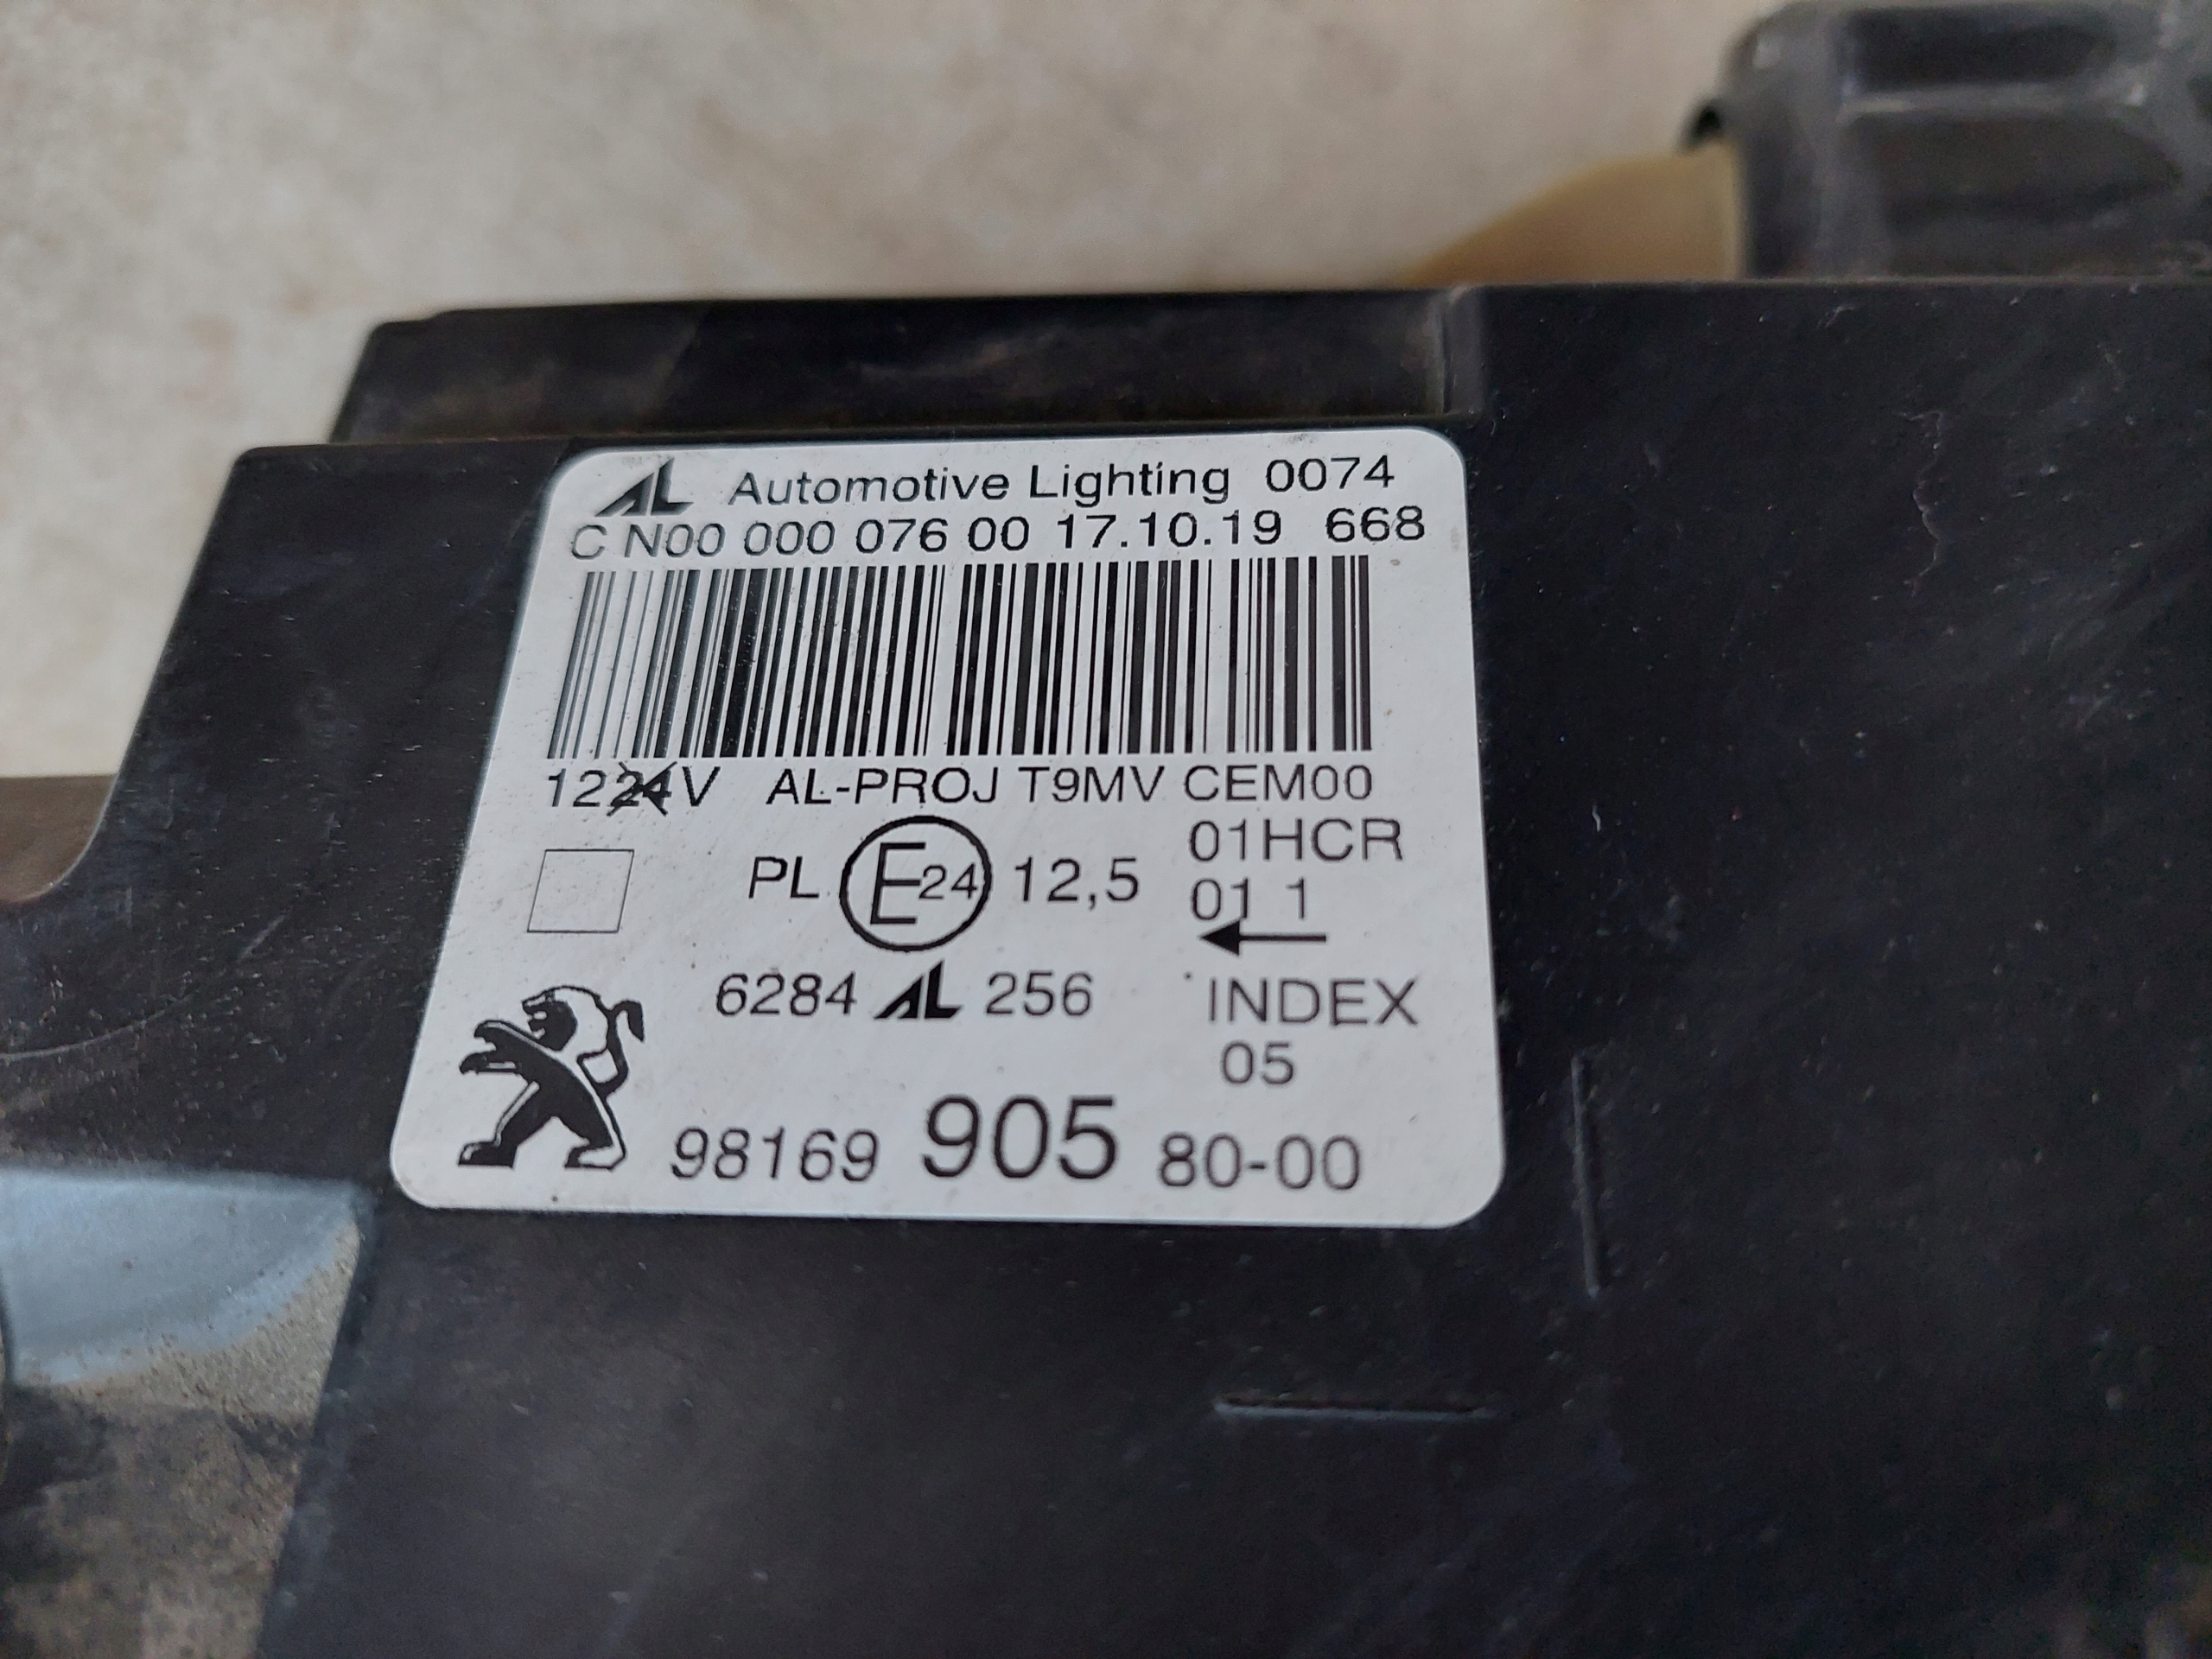 AL Automotive Lighting 0074
C N00 000 076 00 17.10.19 668
1224V AL-PROJ T9MV CEM00
PL E24 12,5 01HCR
01 1
6284 AL 256 INDEX
05
98169 905 80-00